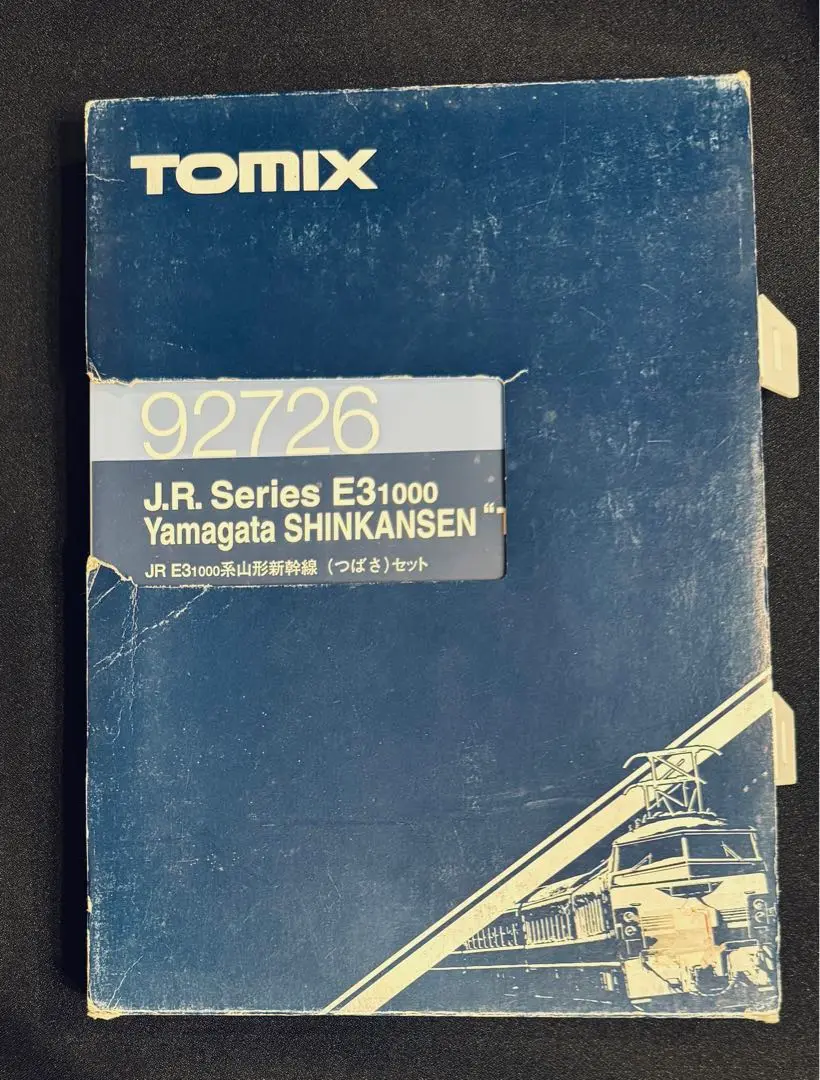 TOMIX
92726
J.R. Series E31000
Yamagata SHINKANSEN “
JR E31000系山形新幹線（つばさ）セット